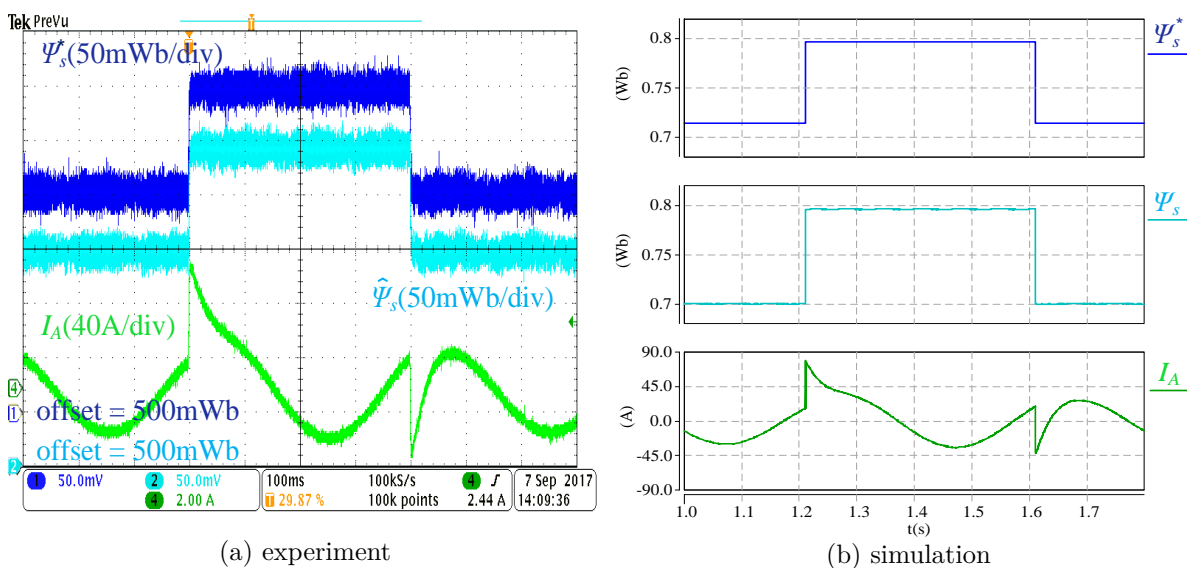 Tek PreVu
Ψ*s(50mWb/div)
Ψ̂s(50mWb/div)
IA(40A/div)
4
1
offset = 500mWb
offset = 500mWb
2
1 50.0mV 2 50.0mV 100ms 100kS/s 4 7 Sep 2017
4 2.00 A T 29.87 % 100k points 2.44 A 14:09:36
(a) experiment
0.8
0.75
0.7
(Wb)
Ψ*s
0.8
0.75
0.7
(Wb)
Ψs
90.0
45.0
0.0
-45.0
-90.0
(A)
IA
1.0 1.1 1.2 1.3 1.4 1.5 1.6 1.7
t(s)
(b) simulation